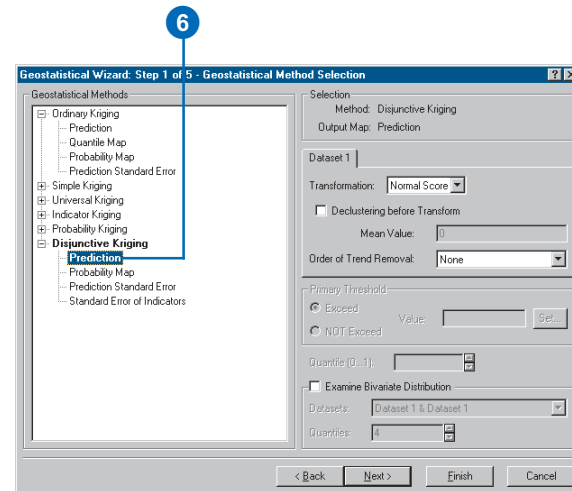 6
Geostatistical Wizard: Step 1 of 5 - Geostatistical Method Selection
Geostatistical Methods
Ordinary Kriging
Prediction
Quantile Map
Probability Map
Prediction Standard Error
Simple Kriging
Universal Kriging
Indicator Kriging
Probability Kriging
Disjunctive Kriging
Prediction
Probability Map
Prediction Standard Error
Standard Error of Indicators
Selection
Method: Disjunctive Kriging
Output Map: Prediction
Dataset 1
Transformation: Normal Score
Declustering before Transform
Mean Value: 0
Order of Trend Removal: None
Primary Threshold
Exceed
Value: Set...
NOT Exceed
Quantile (0...1):
Examine Bivariate Distribution
Datasets: Dataset 1 & Dataset 1
Quantiles: 4
< Back Next > Finish Cancel